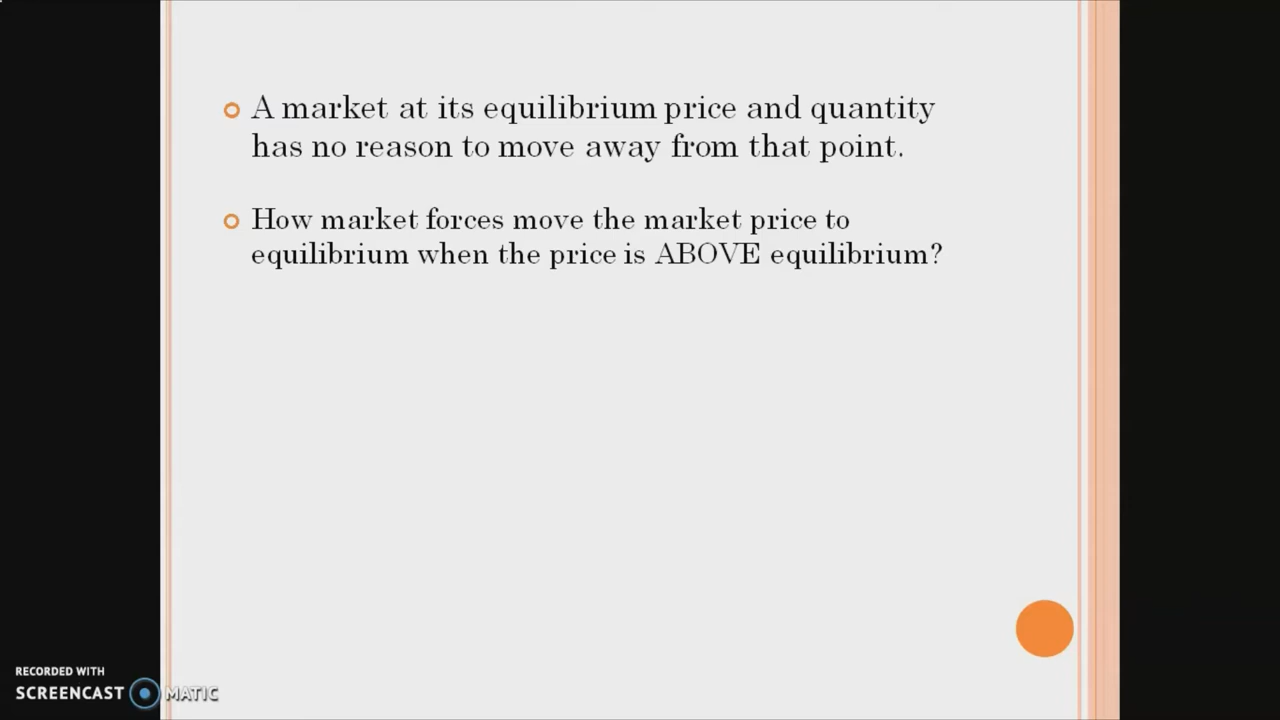 A market at its equilibrium price and quantity
has no reason to move away from that point.
How market forces move the market price to
equilibrium when the price is ABOVE equilibrium?
RECORDED WITH
SCREENCAST MATIC